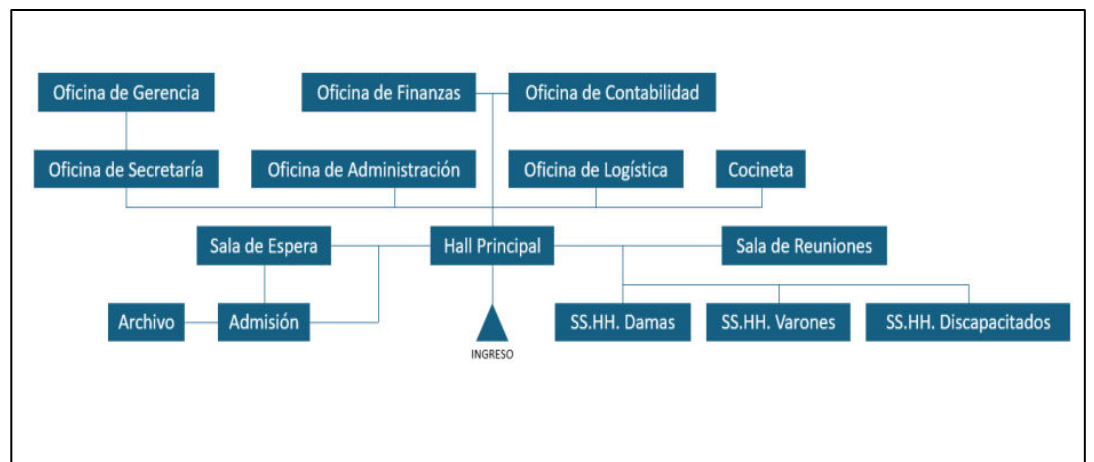 Oficina de Gerencia
Oficina de Finanzas
Oficina de Contabilidad
Oficina de Secretaría
Oficina de Administración
Oficina de Logística
Cocineta
Sala de Espera
Hall Principal
Sala de Reuniones
Archivo
Admisión
SS.HH. Damas
SS.HH. Varones
SS.HH. Discapacitados
INGRESO